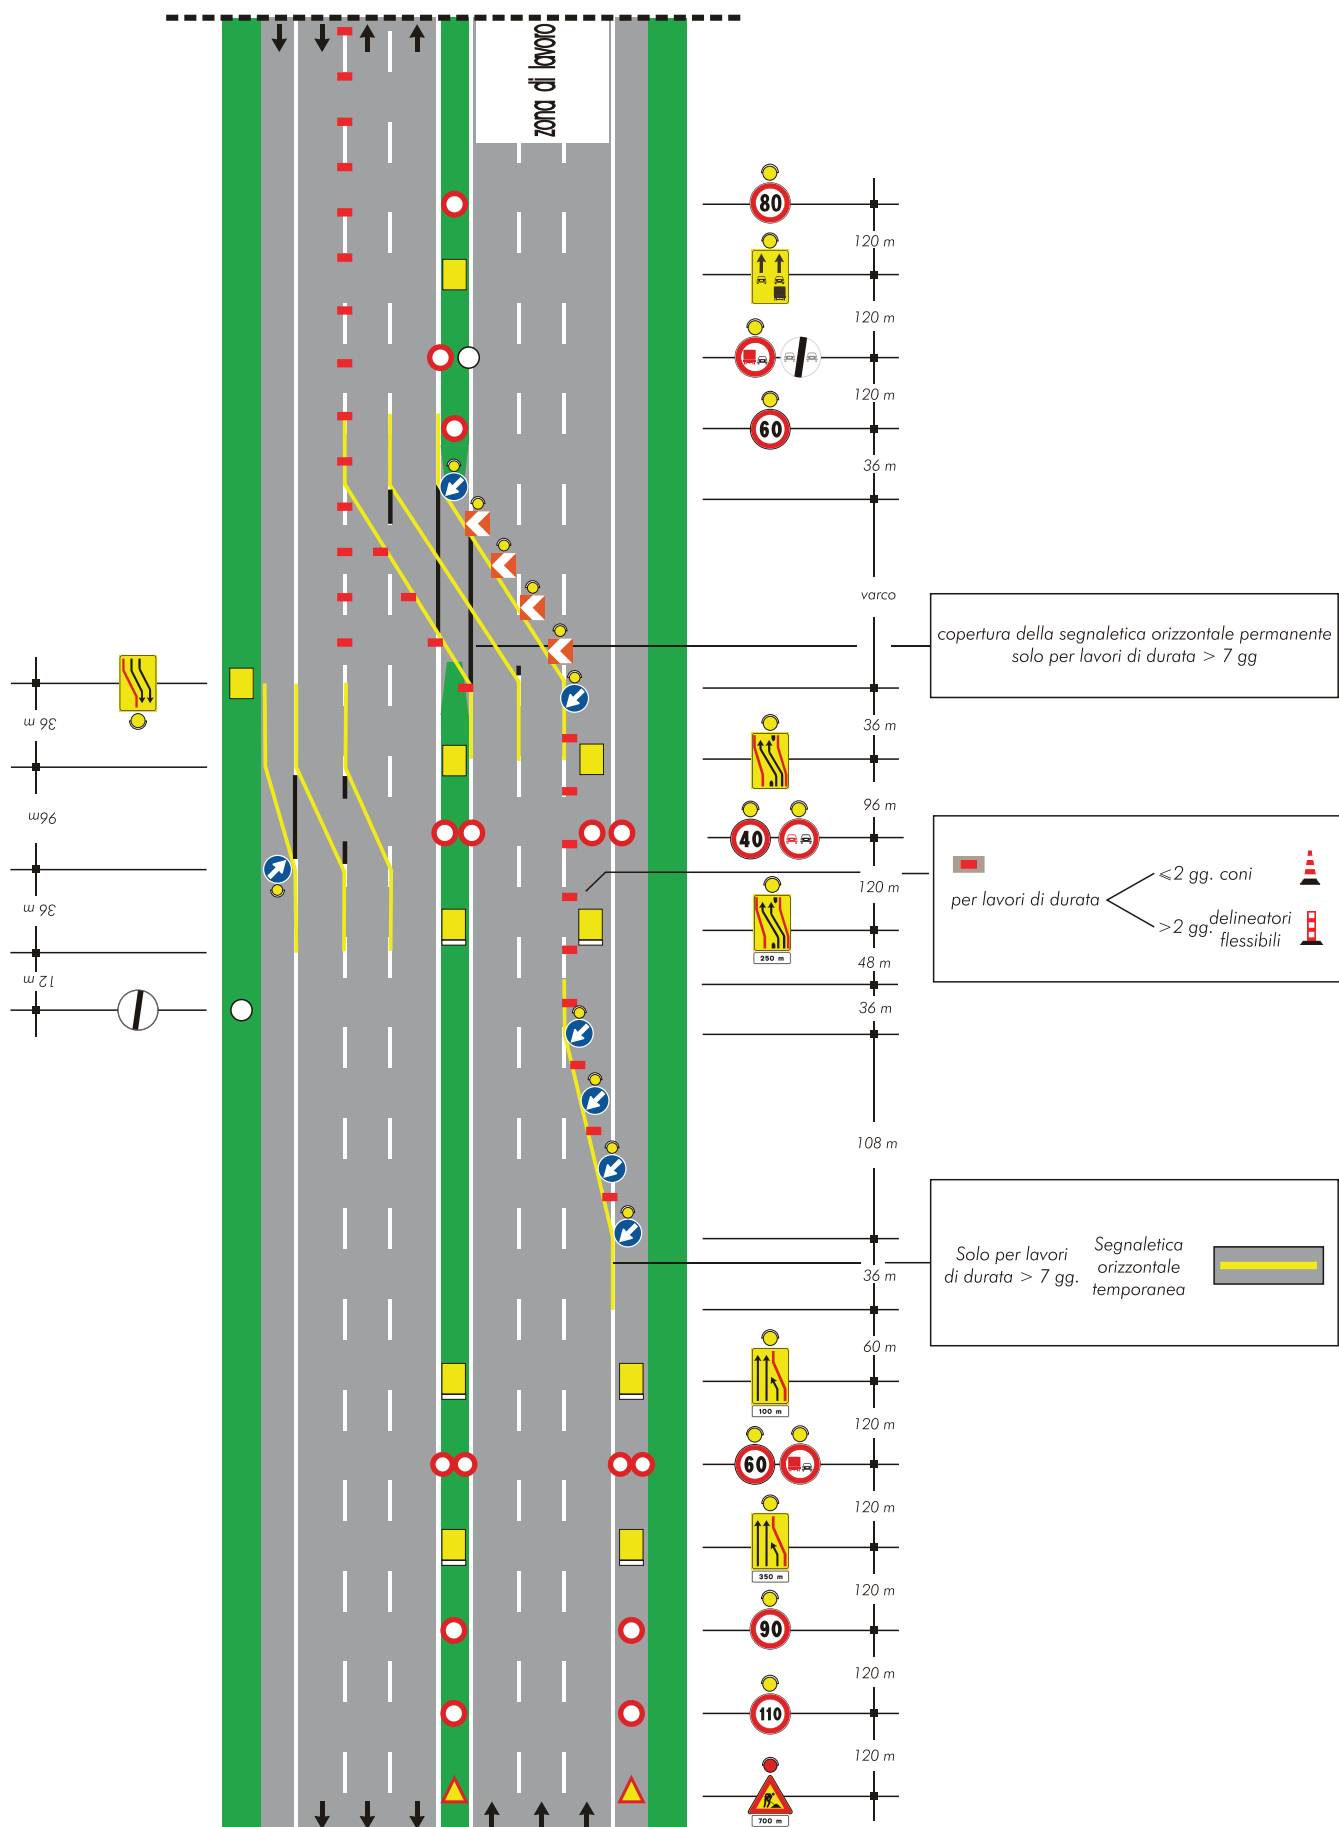 zona di lavoro
80
120 m
120 m
120 m
60
36 m
varco
copertura della segnaletica orizzontale permanente
solo per lavori di durata > 7 gg
36 m
36 m
96m
96 m
40
120 m
per lavori di durata
⩽2 gg. coni
>2 gg. delineatori
flessibili
36 m
250 m
48 m
12 m
36 m
108 m
Solo per lavori
di durata > 7 gg.
Segnaletica
orizzontale
temporanea
36 m
60 m
100 m
120 m
60
120 m
350 m
120 m
90
120 m
110
120 m
700 m